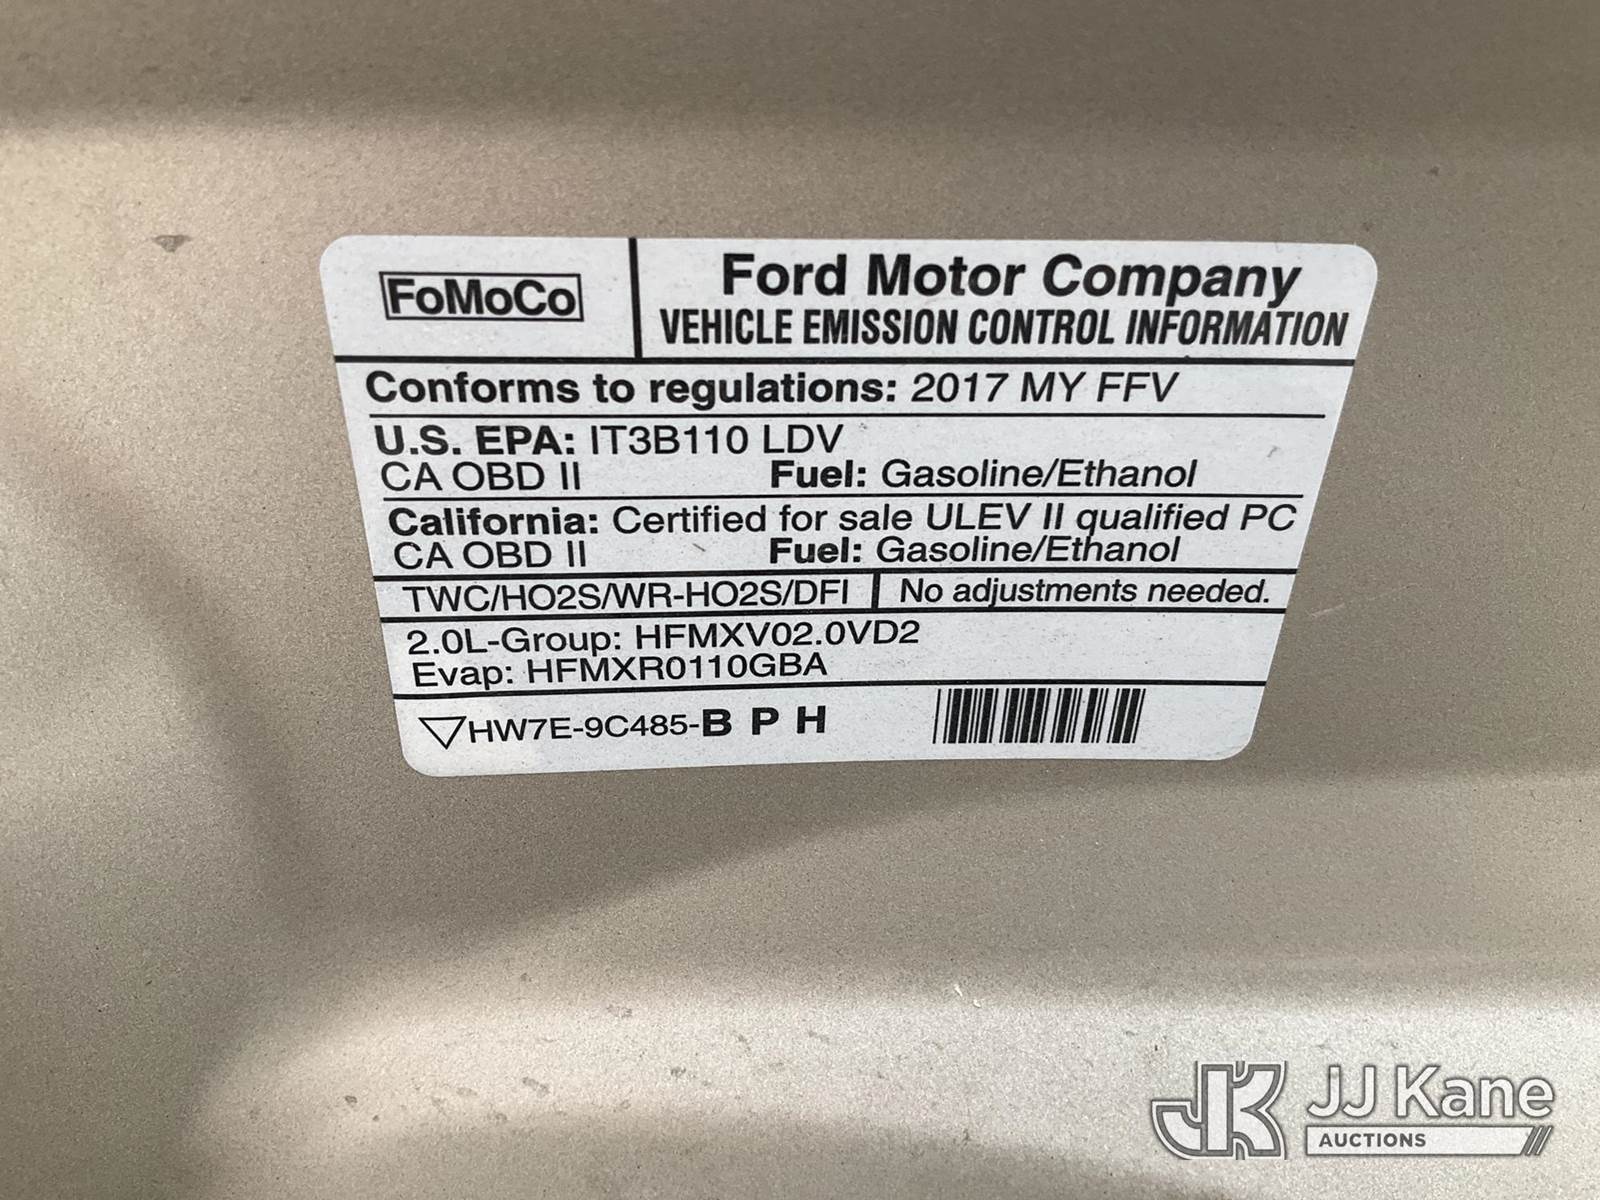 FoMoCo
Ford Motor Company
VEHICLE EMISSION CONTROL INFORMATION
Conforms to regulations: 2017 MY FFV
U.S. EPA: IT3B110 LDV
CA OBD II Fuel: Gasoline/Ethanol
California: Certified for sale ULEV II qualified PC
CA OBD II Fuel: Gasoline/Ethanol
TWC/HO2S/WR-HO2S/DFI No adjustments needed.
2.0L-Group: HFMXV02.0VD2
Evap: HFMXR0110GBA
HW7E-9C485-B P H
JK JJ Kane
AUCTIONS